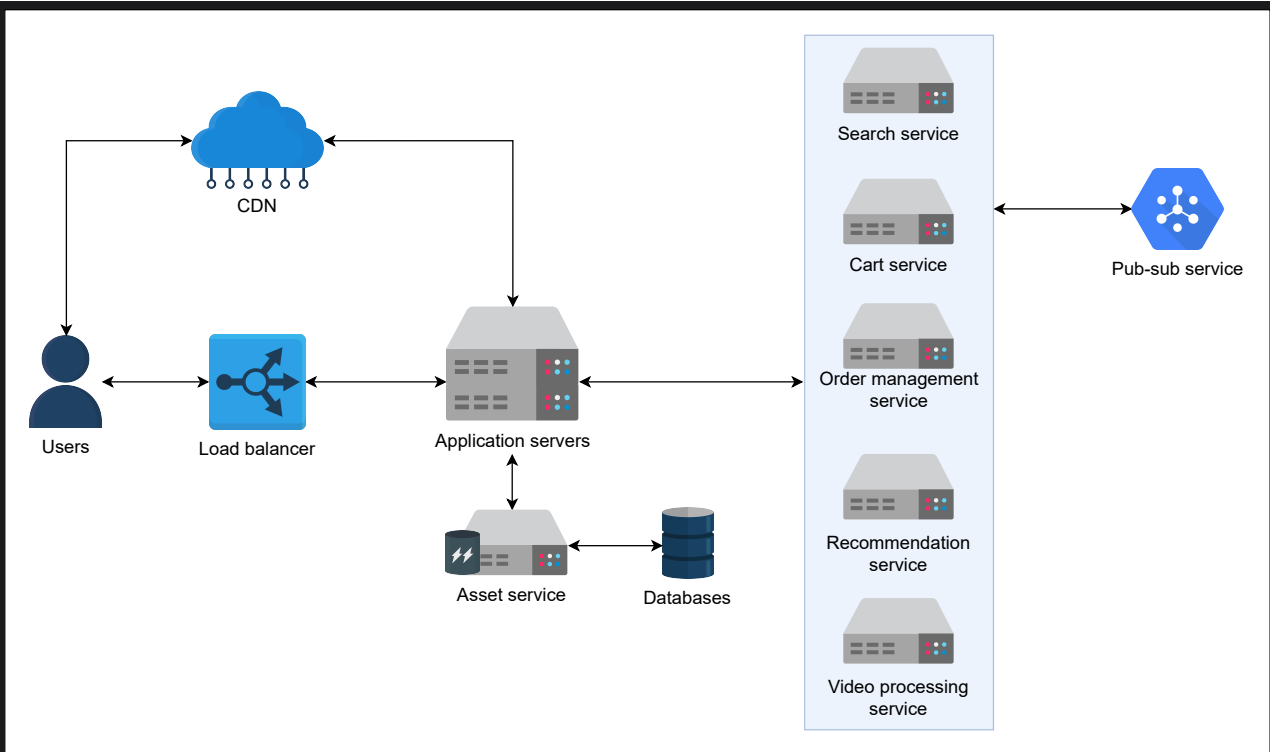 Search service
CDN
Cart service
Pub-sub service
Order management
service
Users
Load balancer
Application servers
Recommendation
service
Asset service
Databases
Video processing
service